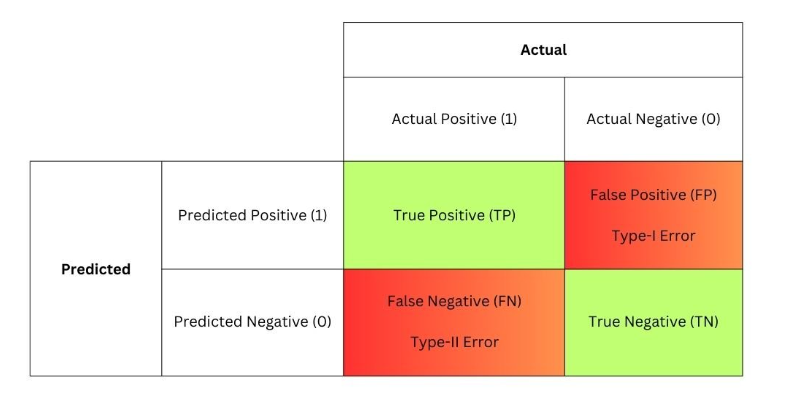 Actual
Actual Positive (1)
Actual Negative (0)
Predicted
Predicted Positive (1)
True Positive (TP)
False Positive (FP)
Type-I Error
Predicted Negative (0)
False Negative (FN)
Type-II Error
True Negative (TN)